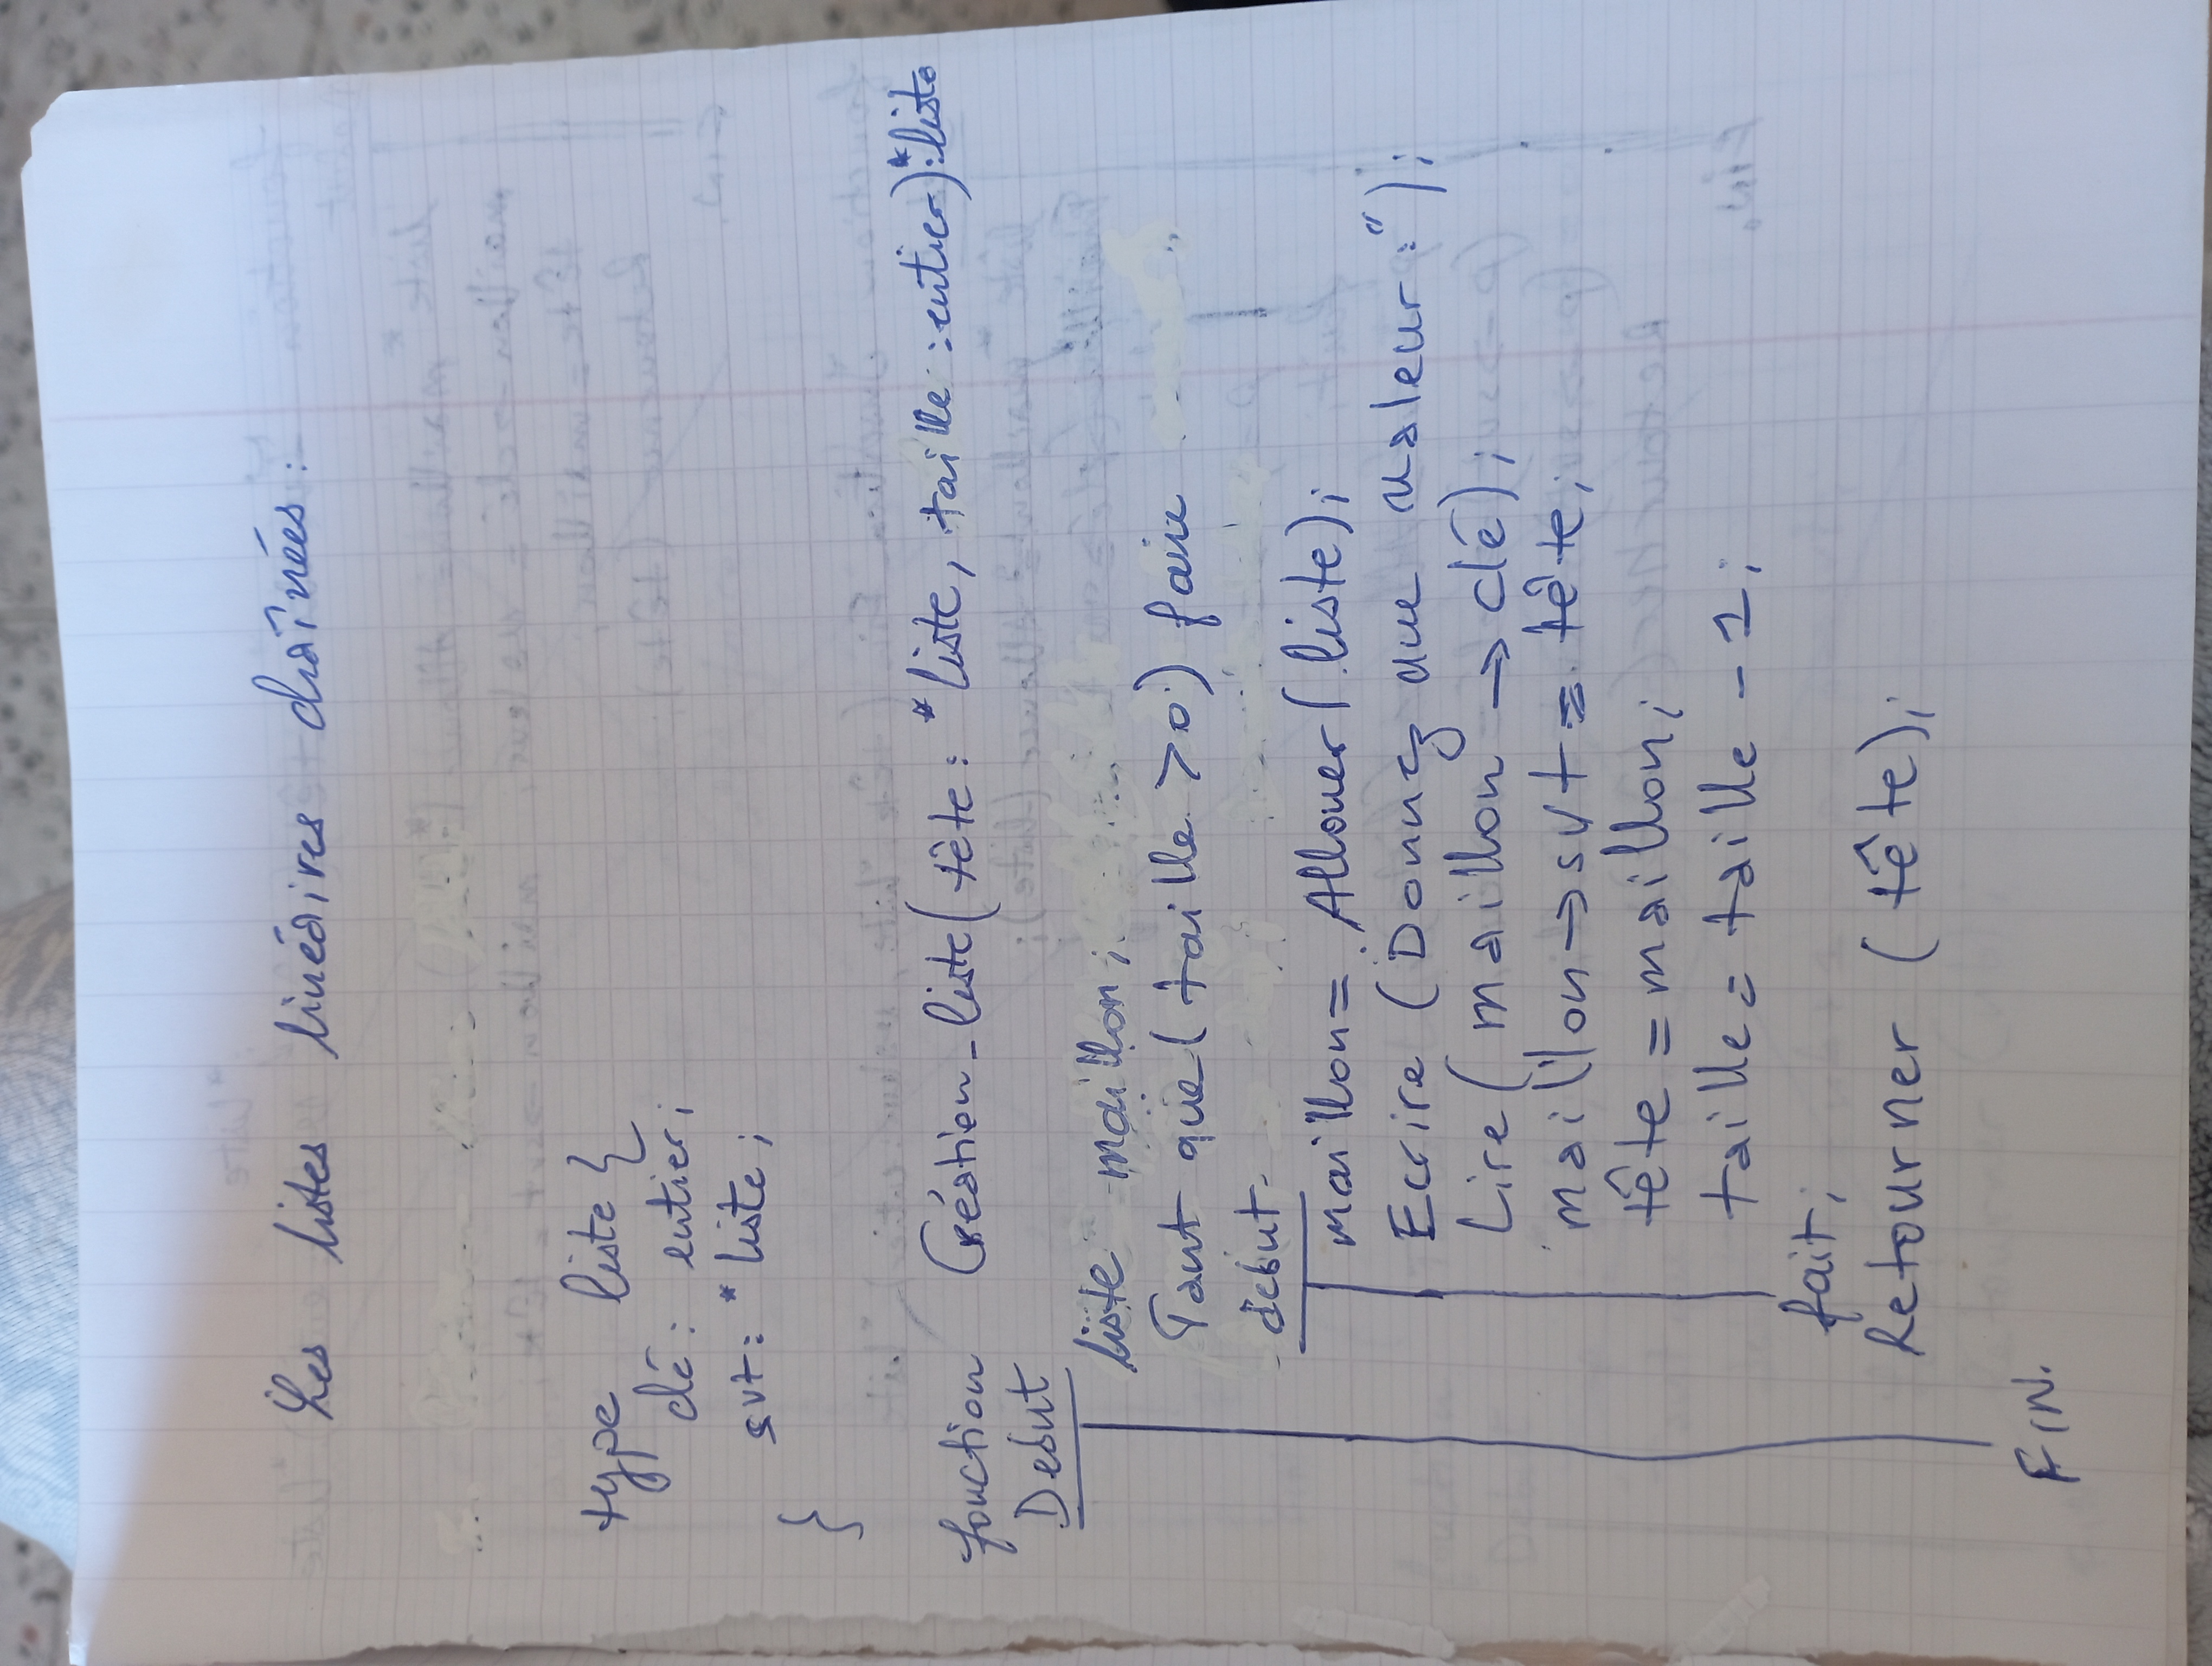 Les listes linéaires chaînées :
type liste {
clé : entier ;
svt : * liste ;
}
fonction Création_liste ( tête : * liste, taille : entier) : * liste
Debut
liste maillon ;
Tant que ( taille > 0 ) faire
debut
maillon = Allouer ( liste) ;
Ecrire ( Donnez une valeur : " ) ;
Lire ( maillon → clé ) ;
maillon → svt = tête ;
tête = maillon ;
taille = taille - 1 ;
fait ;
Retourner ( tête) ;
FIN.